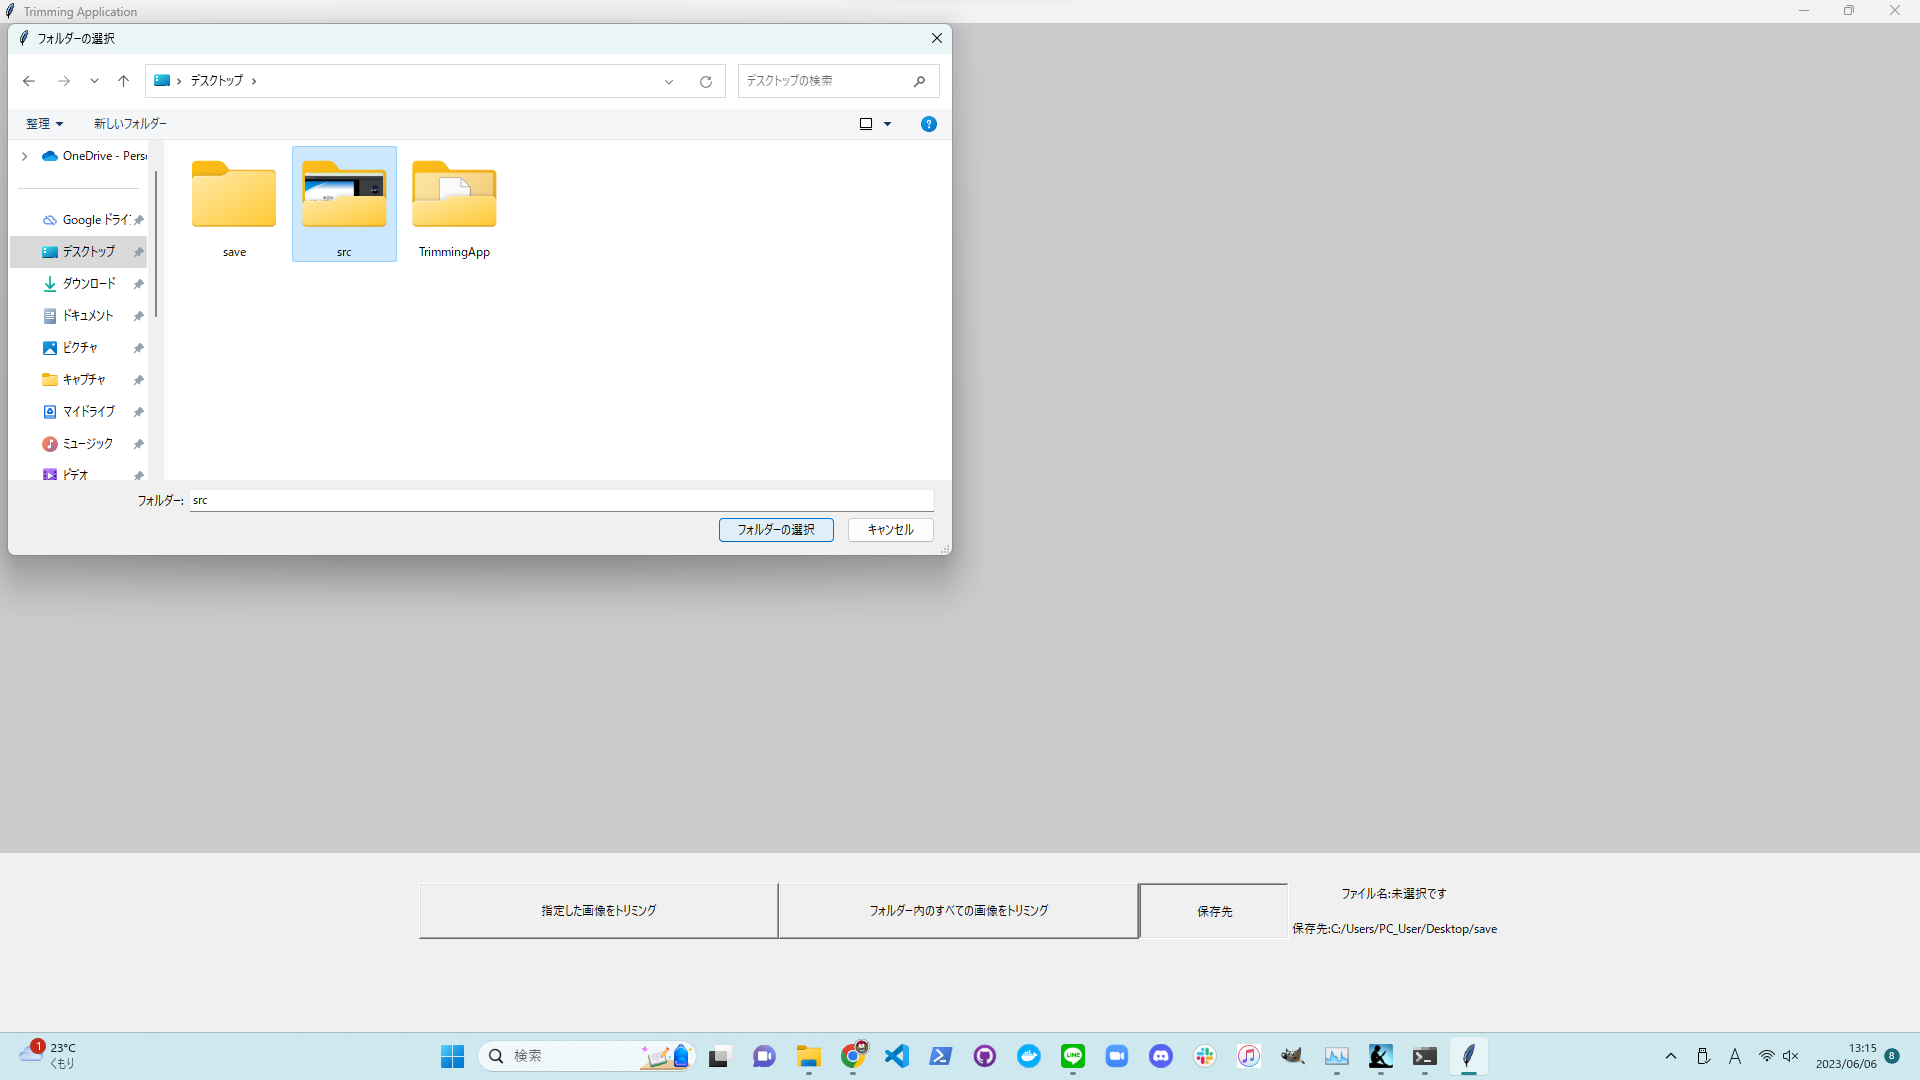 Trimming Application
フォルダーの選択
デスクトップ
デスクトップの検索
整理
新しいフォルダー
OneDrive - Pers
Google ドライ
デスクトップ
ダウンロード
ドキュメント
ピクチャ
キャプチャ
マイドライブ
ミュージック
ビデオ
save
src
TrimmingApp
フォルダー: src
フォルダーの選択
キャンセル
指定した画像をトリミング
フォルダー内のすべての画像をトリミング
保存先
ファイル名:未選択です
保存先:C:/Users/PC_User/Desktop/save
1
23°C
くもり
検索
LINE
A
13:15
2023/06/06
8